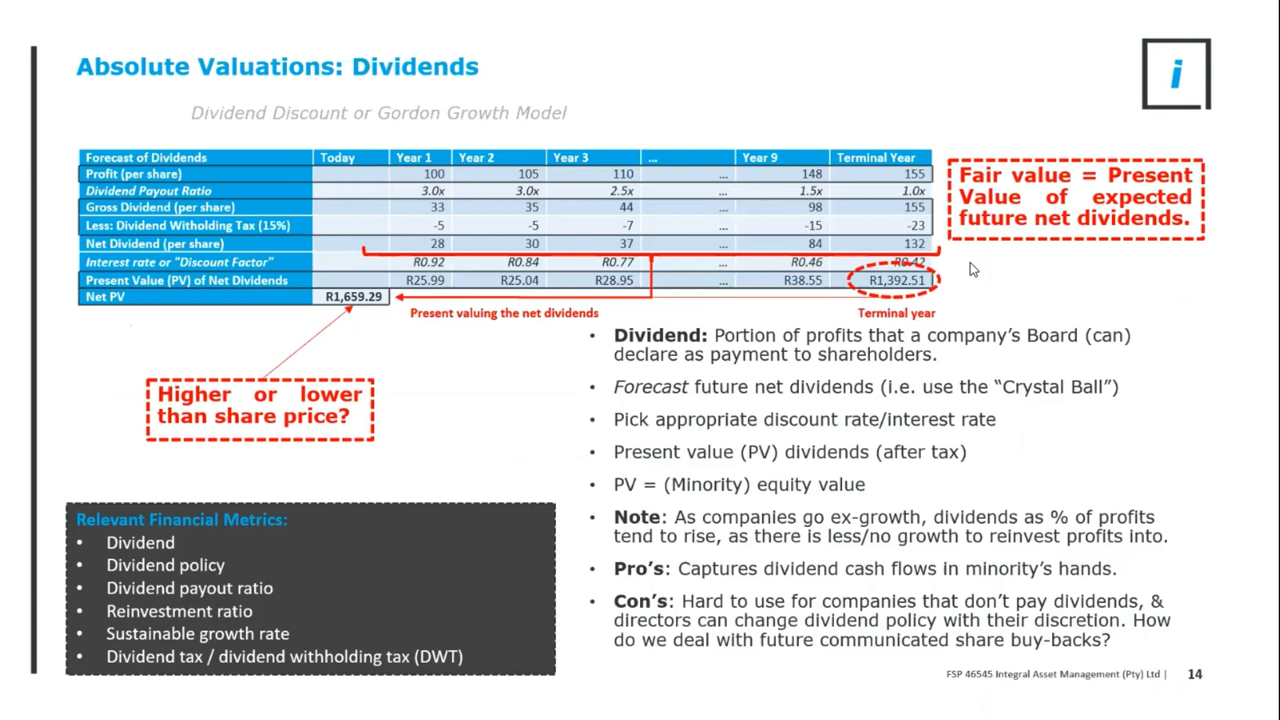 Absolute Valuations: Dividends
i
Dividend Discount or Gordon Growth Model
Forecast of Dividends Today Year 1 Year 2 Year 3 ... Year 9 Terminal Year
Profit (per share) 100 105 110 ... 148 155
Dividend Payout Ratio 3.0x 3.0x 2.5x ... 1.5x 1.0x
Gross Dividend (per share) 33 35 44 ... 98 155
Less: Dividend Witholding Tax (15%) -5 -5 -7 ... -15 -23
Net Dividend (per share) 28 30 37 ... 84 132
Interest rate or "Discount Factor" R0.92 R0.84 R0.77 ... R0.46 R0.42
Present Value (PV) of Net Dividends R25.99 R25.04 R28.95 ... R38.55 R1,392.51
Net PV R1,659.29
Fair value = Present
Value of expected
future net dividends.
Present valuing the net dividends
Terminal year
Higher or lower
than share price?
• Dividend: Portion of profits that a company's Board (can)
declare as payment to shareholders.
• Forecast future net dividends (i.e. use the “Crystal Ball”)
• Pick appropriate discount rate/interest rate
• Present value (PV) dividends (after tax)
• PV = (Minority) equity value
• Note: As companies go ex-growth, dividends as % of profits
tend to rise, as there is less/no growth to reinvest profits into.
• Pro's: Captures dividend cash flows in minority's hands.
• Con's: Hard to use for companies that don't pay dividends, &
directors can change dividend policy with their discretion. How
do we deal with future communicated share buy-backs?
Relevant Financial Metrics:
• Dividend
• Dividend policy
• Dividend payout ratio
• Reinvestment ratio
• Sustainable growth rate
• Dividend tax / dividend withholding tax (DWT)
FSP 46545 Integral Asset Management (Pty) Ltd | 14